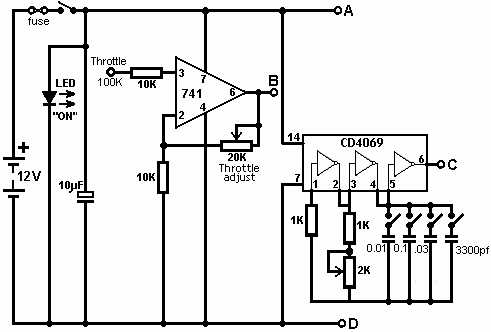 fuse
A
LED
"ON"
12V
+
10µF
Throttle
100K
10K
3
7
741
6
B
2
4
10K
20K
Throttle
adjust
14
CD4069
7
1
2
3
4
5
6
C
1K
1K
2K
0.01
0.1
.03
3300pf
D